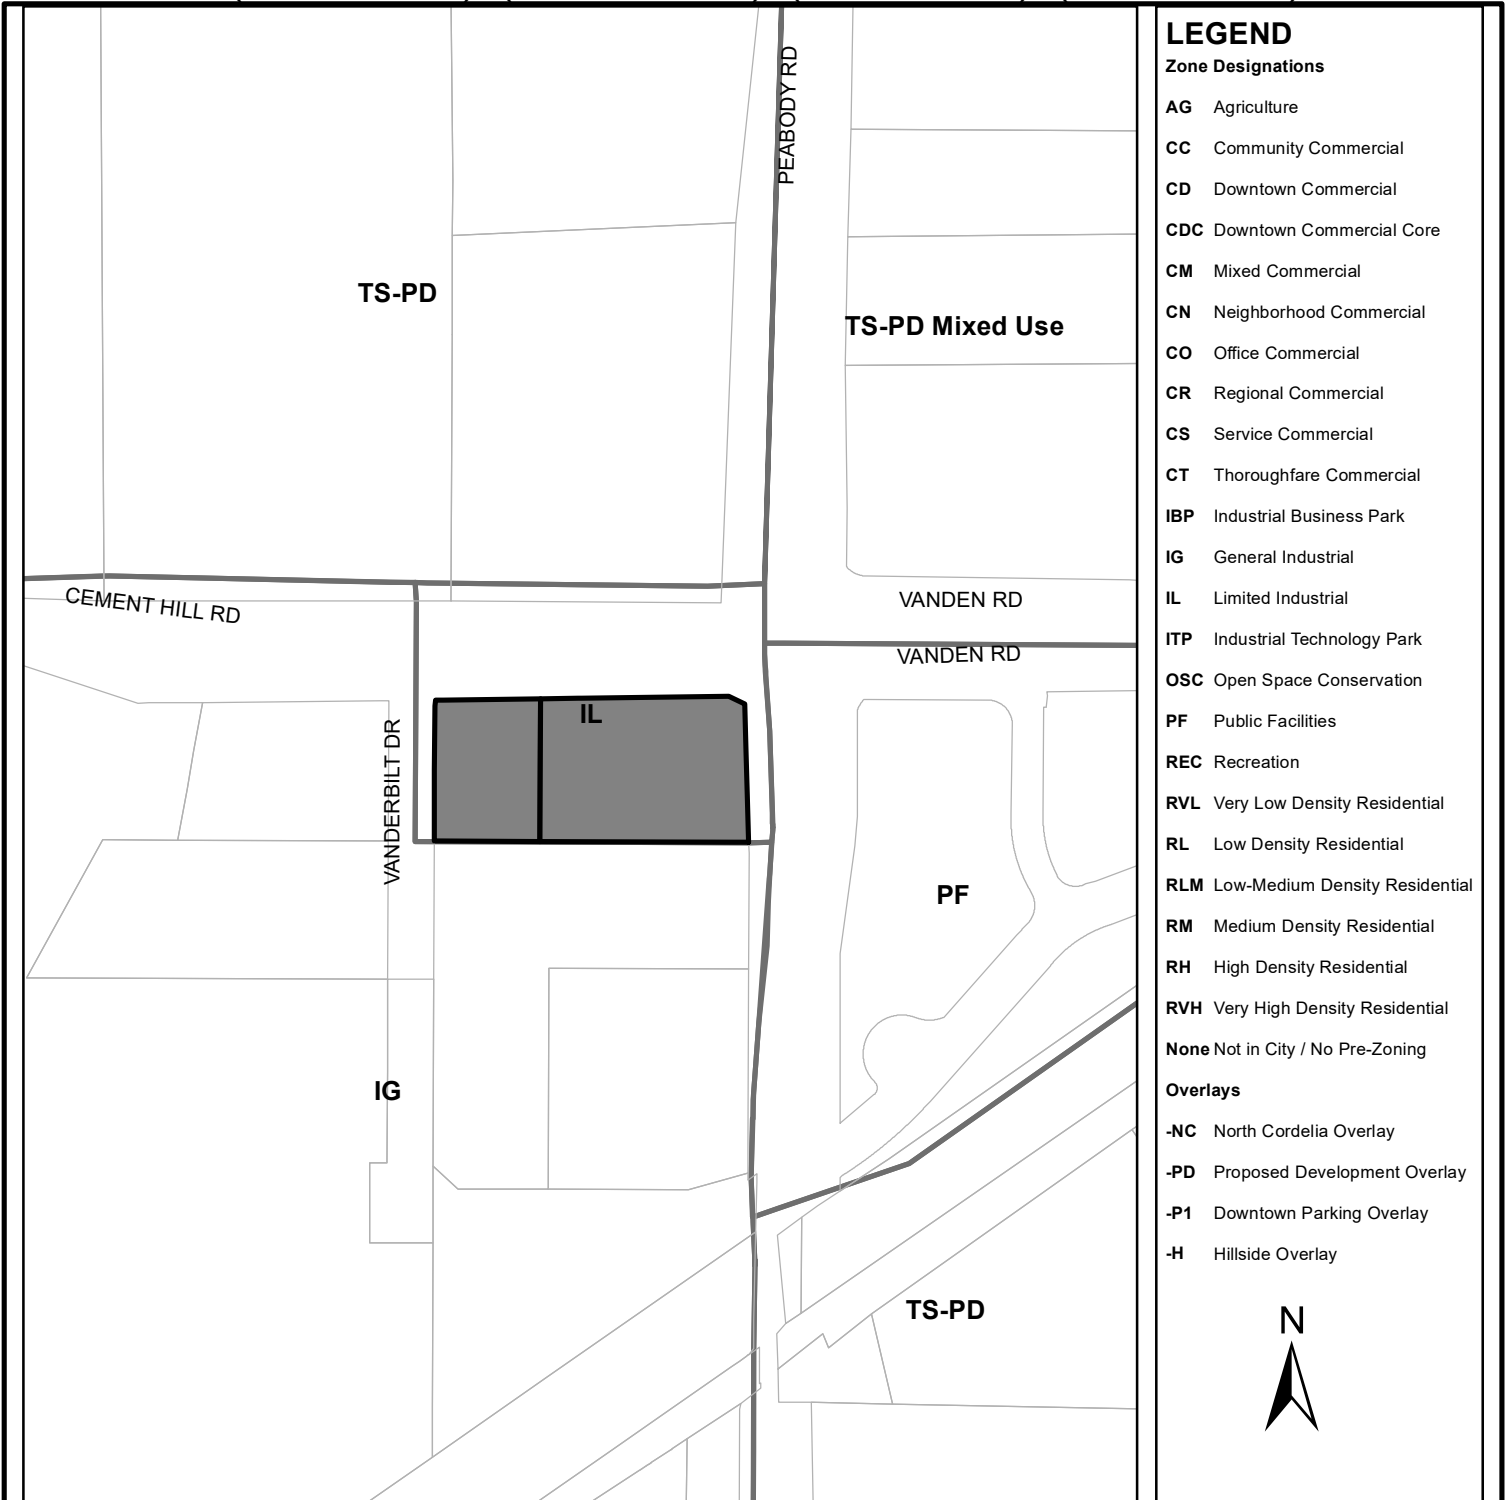 PEABODY RD
TS-PD
TS-PD Mixed Use
CEMENT HILL RD
VANDEN RD
VANDEN RD
IL
VANDERBILT DR
PF
IG
TS-PD
LEGEND
Zone Designations
AG Agriculture
CC Community Commercial
CD Downtown Commercial
CDC Downtown Commercial Core
CM Mixed Commercial
CN Neighborhood Commercial
CO Office Commercial
CR Regional Commercial
CS Service Commercial
CT Thoroughfare Commercial
IBP Industrial Business Park
IG General Industrial
IL Limited Industrial
ITP Industrial Technology Park
OSC Open Space Conservation
PF Public Facilities
REC Recreation
RVL Very Low Density Residential
RL Low Density Residential
RLM Low-Medium Density Residential
RM Medium Density Residential
RH High Density Residential
RVH Very High Density Residential
None Not in City / No Pre-Zoning
Overlays
-NC North Cordelia Overlay
-PD Proposed Development Overlay
-P1 Downtown Parking Overlay
-H Hillside Overlay
N